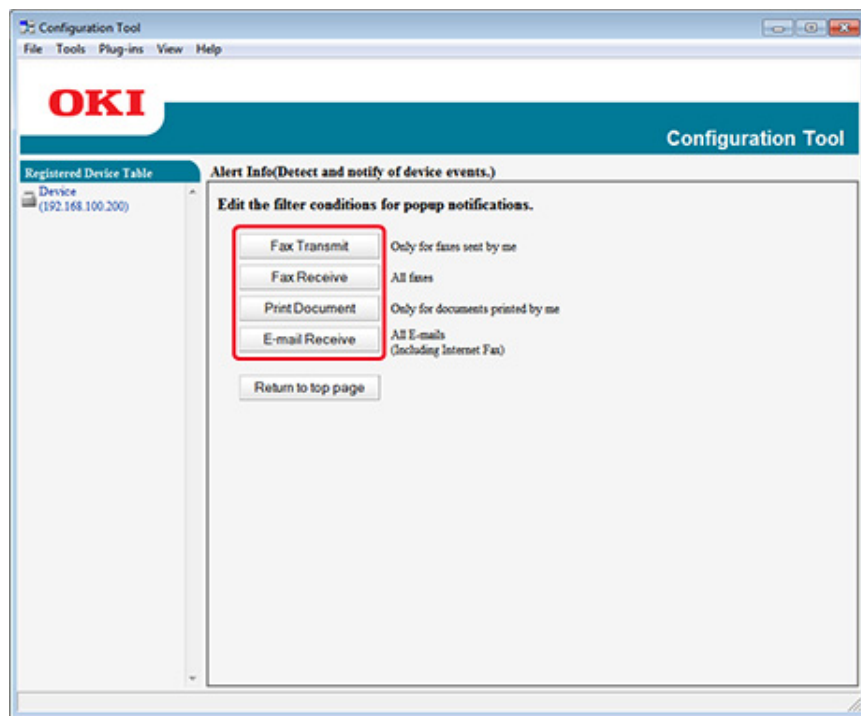 Configuration Tool
File Tools Plug-ins View Help
OKI
Configuration Tool
Registered Device Table
Device
(192.168.100.200)
Alert Info(Detect and notify of device events.)
Edit the filter conditions for popup notifications.
Fax Transmit Only for faxes sent by me
Fax Receive All faxes
Print Document Only for documents printed by me
E-mail Receive All E-mails
(Including Internet Fax)
Return to top page